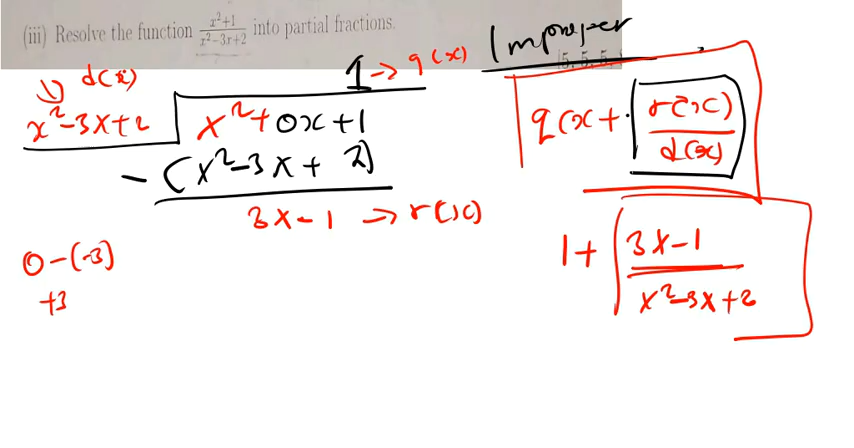 (iii) Resolve the function x²+1 / x²-3x+2 into partial fractions.
Improper
[5, 5, 5,
1 → q(x)
d(x)
x²-3x+2 x²+0x+1
- (x²-3x+2)
3x-1 → r(x)
0-(-3)
+3
q(x + r(x) / d(x)
1 + 3x-1 / x²-3x+2